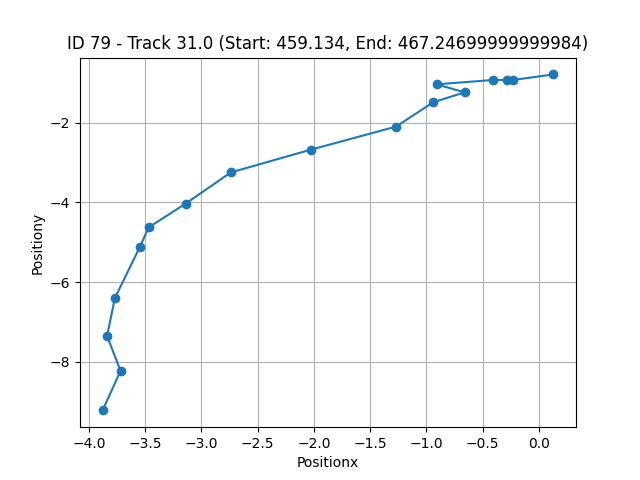 ID 79 - Track 31.0 (Start: 459.134, End: 467.24699999999984)
Positiony
−2
−4
−6
−8
−4.0 −3.5 −3.0 −2.5 −2.0 −1.5 −1.0 −0.5 0.0
Positionx